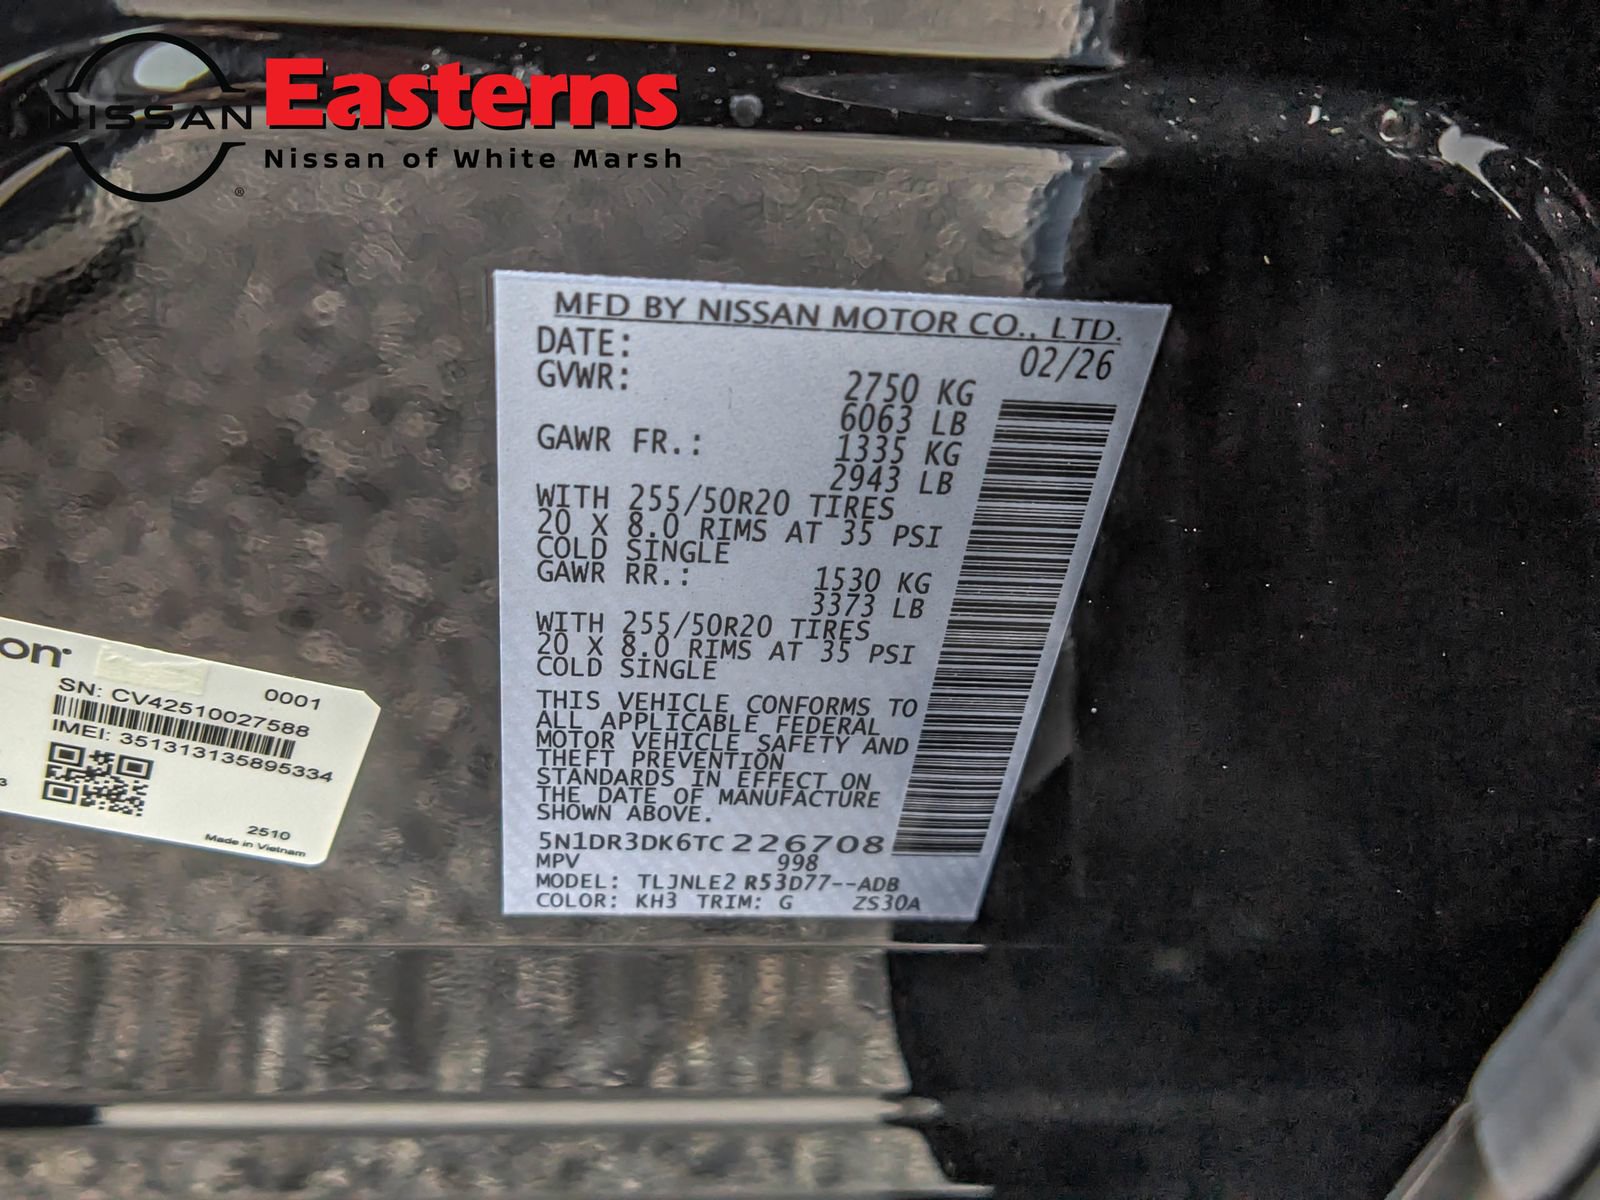 NISSAN
®
Easterns
Nissan of White Marsh
MFD BY NISSAN MOTOR CO., LTD.
DATE: 02/26
GVWR: 2750 KG
6063 LB
GAWR FR.: 1335 KG
2943 LB
WITH 255/50R20 TIRES
20 X 8.0 RIMS AT 35 PSI
COLD SINGLE
GAWR RR.: 1530 KG
3373 LB
WITH 255/50R20 TIRES
20 X 8.0 RIMS AT 35 PSI
COLD SINGLE
THIS VEHICLE CONFORMS TO
ALL APPLICABLE FEDERAL
MOTOR VEHICLE SAFETY AND
THEFT PREVENTION
STANDARDS IN EFFECT ON
THE DATE OF MANUFACTURE
SHOWN ABOVE.
5N1DR3DK6TC226708
MPV 998
MODEL: TLJNLE2 R53D77--ADB
COLOR: KH3 TRIM: G ZS30A
on
0001
SN: CV42510027588
IMEI: 351313135895334
2510
Made in Vietnam